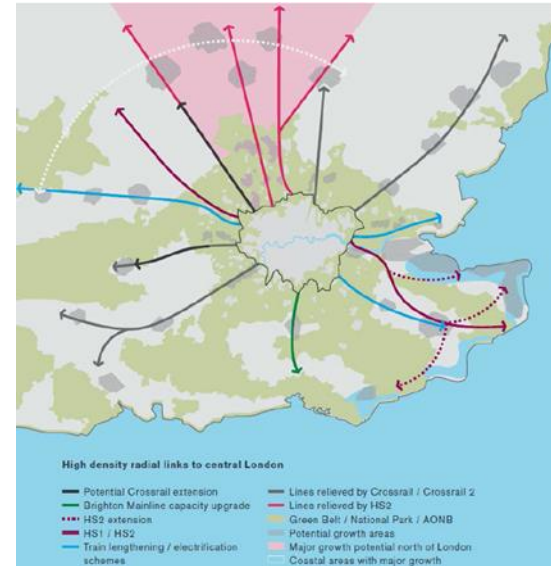 High density radial links to central London
Potential Crossrail extension
Brighton Mainline capacity upgrade
HS2 extension
HS1 / HS2
Train lengthening / electrification
schemes
Lines relieved by Crossrail / Crossrail 2
Lines relieved by HS2
Green Belt / National Park / AONB
Potential growth areas
Major growth potential north of London
Coastal areas with major growth